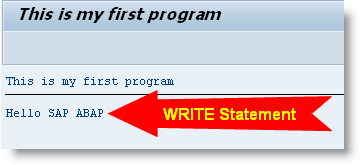 This is my first program
This is my first program
Hello SAP ABAP
WRITE Statement